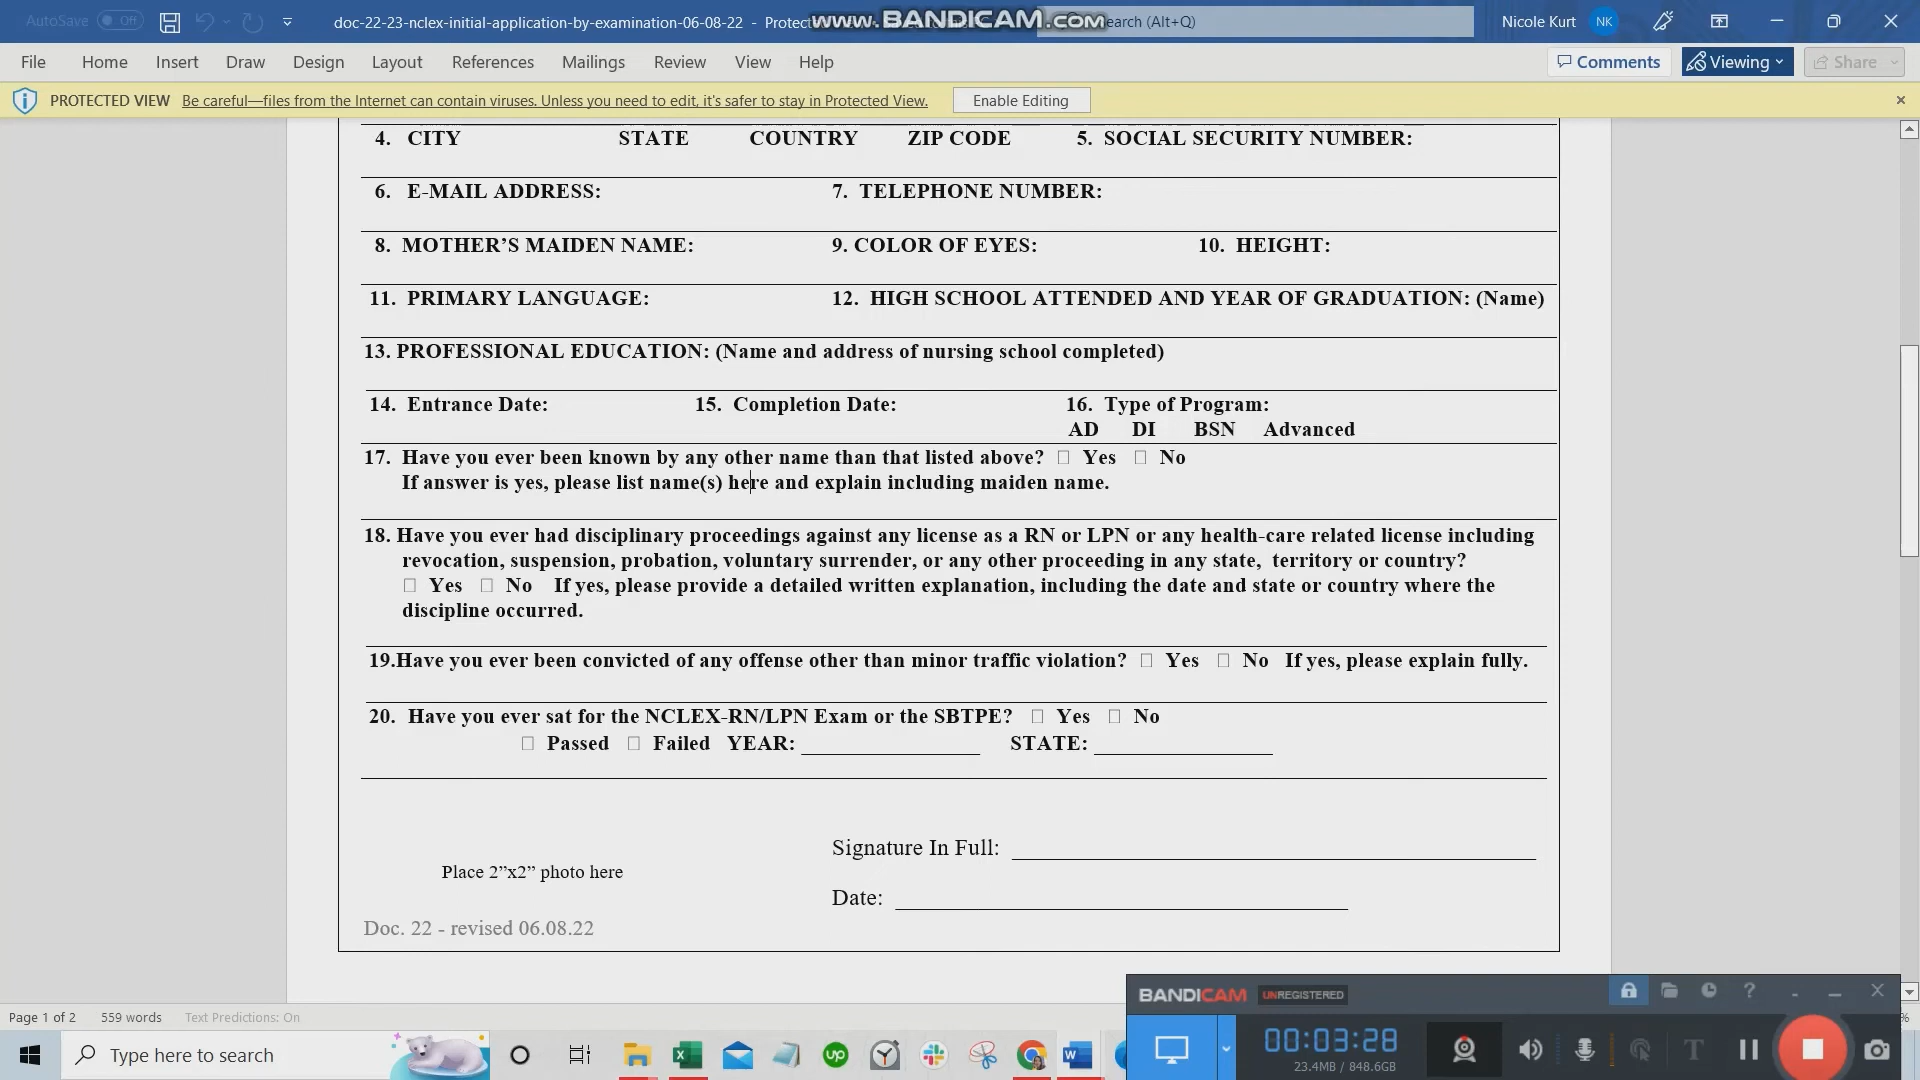 AutoSave Off doc-22-23-nclex-initial-application-by-examination-06-08-22 - Protec www.BANDICAM.com earch (Alt+Q) Nicole Kurt NK
File Home Insert Draw Design Layout References Mailings Review View Help Comments Viewing Share
PROTECTED VIEW Be careful—files from the Internet can contain viruses. Unless you need to edit, it's safer to stay in Protected View. Enable Editing
4. CITY STATE COUNTRY ZIP CODE 5. SOCIAL SECURITY NUMBER:
6. E-MAIL ADDRESS: 7. TELEPHONE NUMBER:
8. MOTHER’S MAIDEN NAME: 9. COLOR OF EYES: 10. HEIGHT:
11. PRIMARY LANGUAGE: 12. HIGH SCHOOL ATTENDED AND YEAR OF GRADUATION: (Name)
13. PROFESSIONAL EDUCATION: (Name and address of nursing school completed)
14. Entrance Date: 15. Completion Date: 16. Type of Program:
AD DI BSN Advanced
17. Have you ever been known by any other name than that listed above? □ Yes □ No
If answer is yes, please list name(s) here and explain including maiden name.
18. Have you ever had disciplinary proceedings against any license as a RN or LPN or any health-care related license including
revocation, suspension, probation, voluntary surrender, or any other proceeding in any state, territory or country?
□ Yes □ No If yes, please provide a detailed written explanation, including the date and state or country where the
discipline occurred.
19.Have you ever been convicted of any offense other than minor traffic violation? □ Yes □ No If yes, please explain fully.
20. Have you ever sat for the NCLEX-RN/LPN Exam or the SBTPE? □ Yes □ No
□ Passed □ Failed YEAR: ________ STATE: ________
Signature In Full: ________
Place 2”x2” photo here
Date: ________
Doc. 22 - revised 06.08.22
BANDICAM UNREGISTERED
Page 1 of 2 559 words Text Predictions: On %
Type here to search 00:03:28
23.4MB / 848.6GB